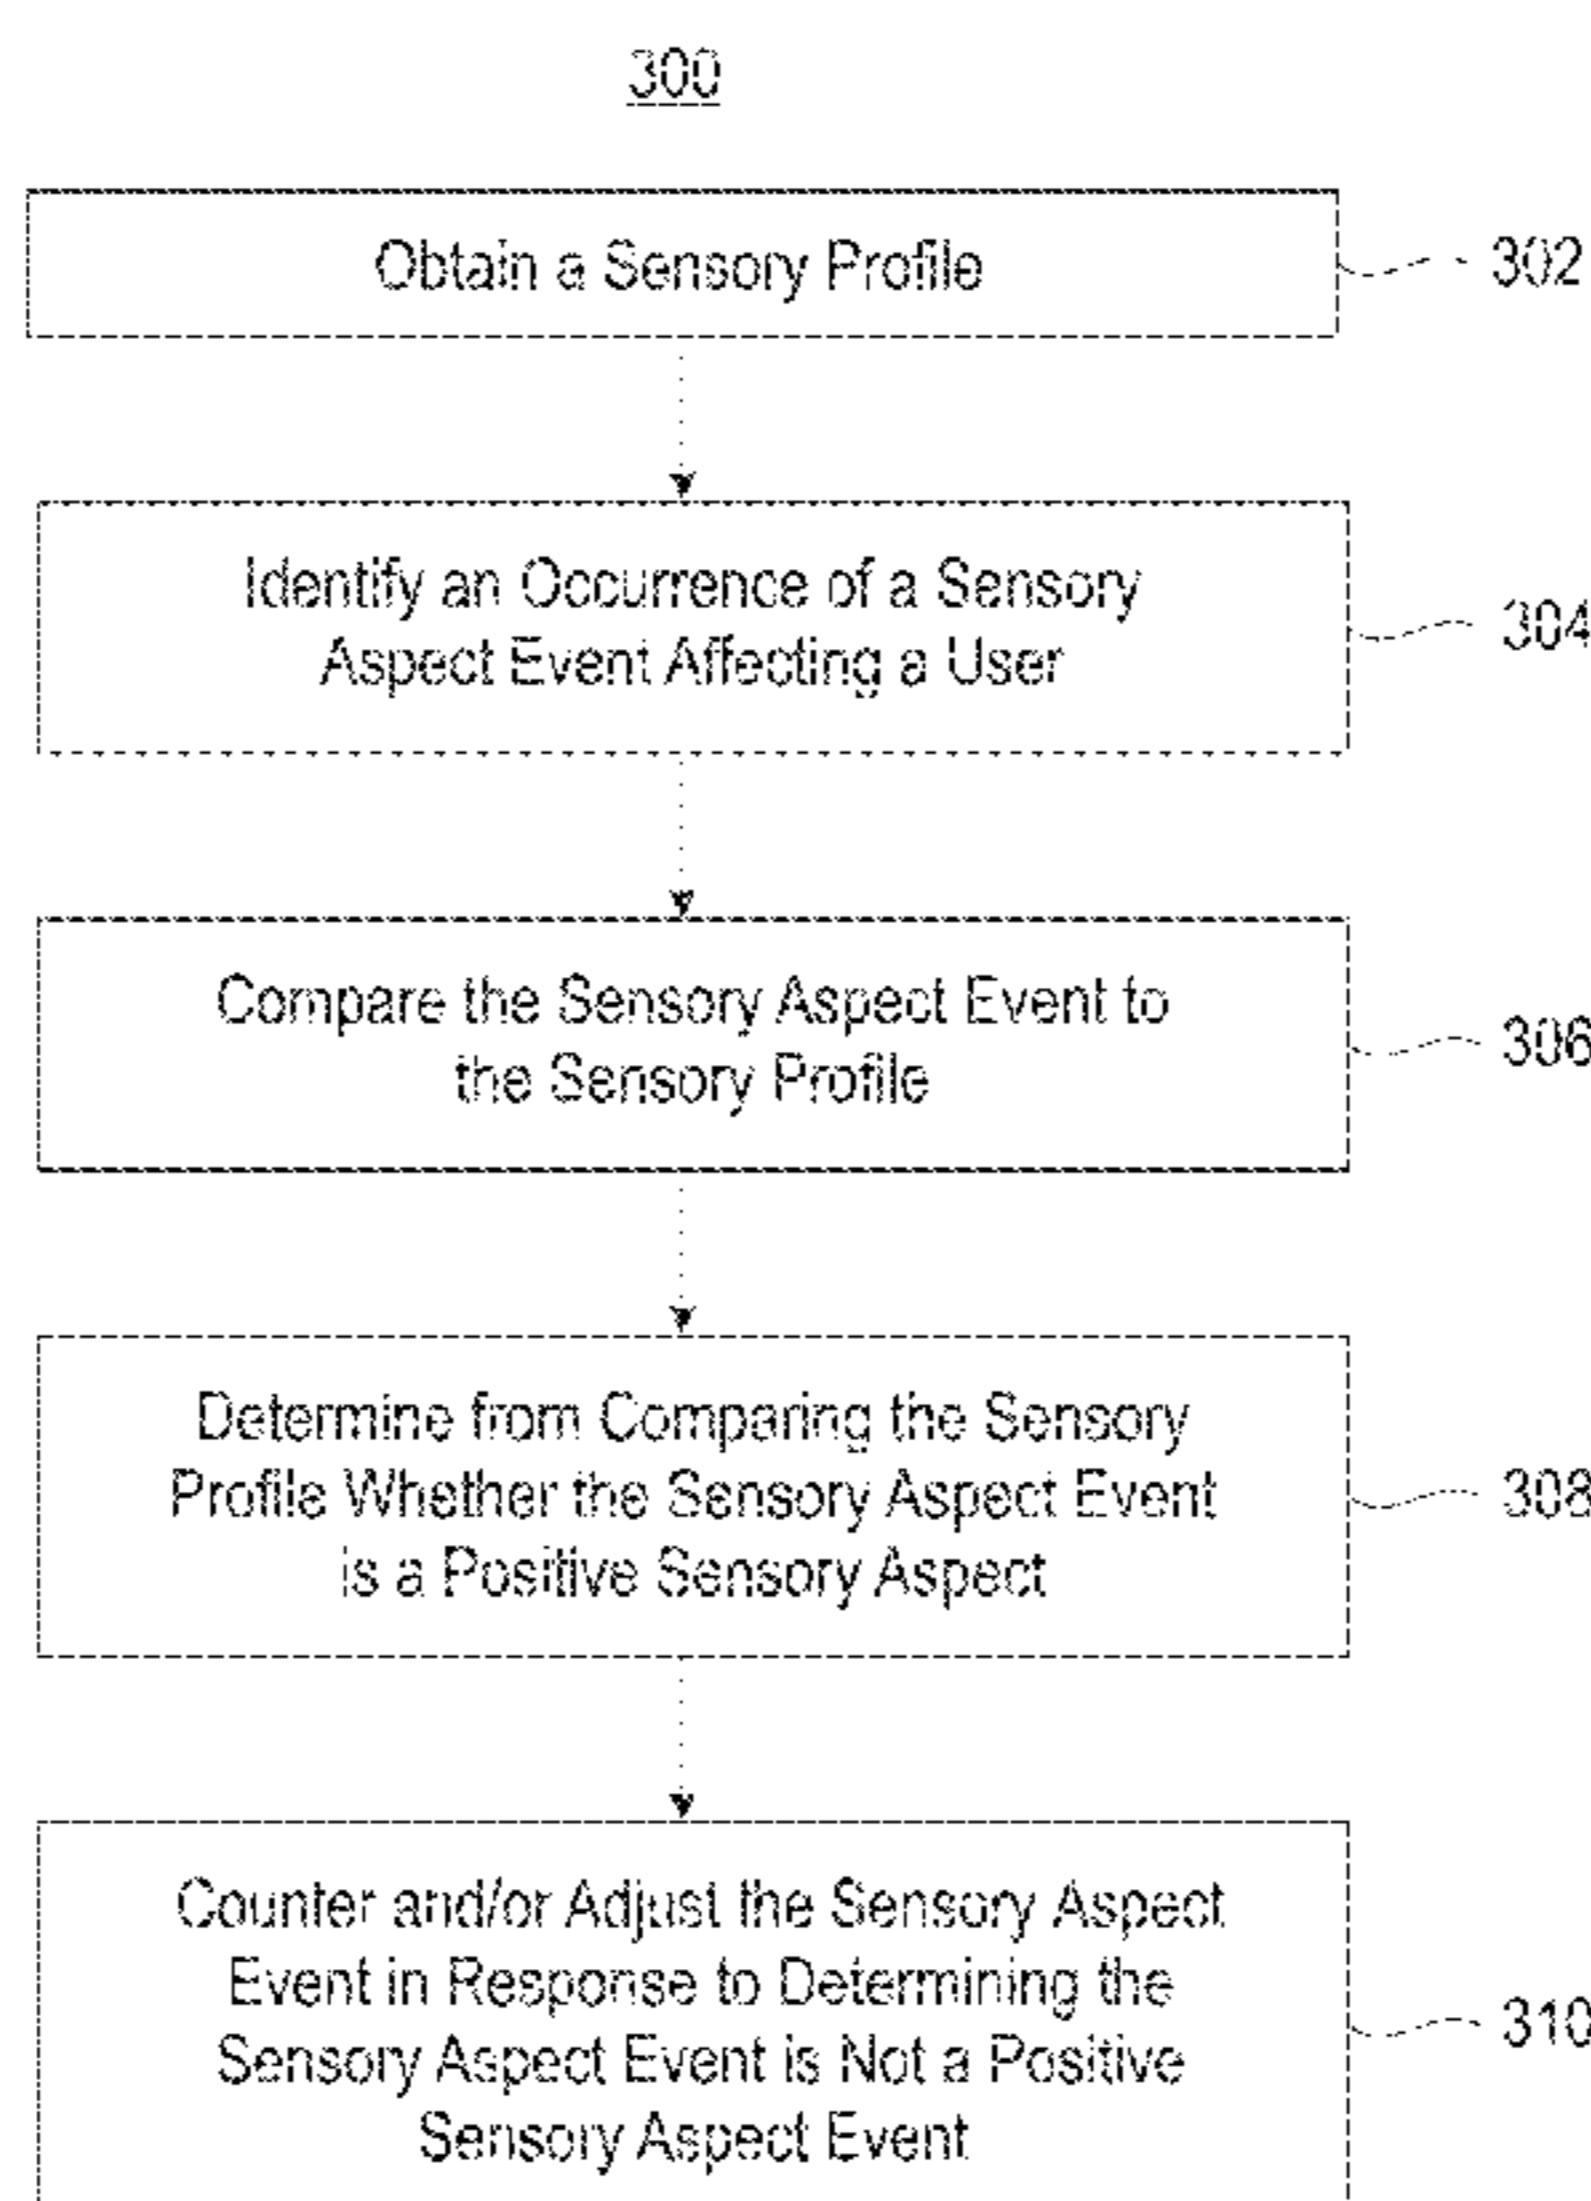 300
Obtain a Sensory Profile
302
Identify an Occurrence of a Sensory
Aspect Event Affecting a User
304
Compare the Sensory Aspect Event to
the Sensory Profile
306
Determine from Comparing the Sensory
Profile Whether the Sensory Aspect Event
is a Positive Sensory Aspect
308
Counter and/or Adjust the Sensory Aspect
Event in Response to Determining the
Sensory Aspect Event is Not a Positive
Sensory Aspect Event
310